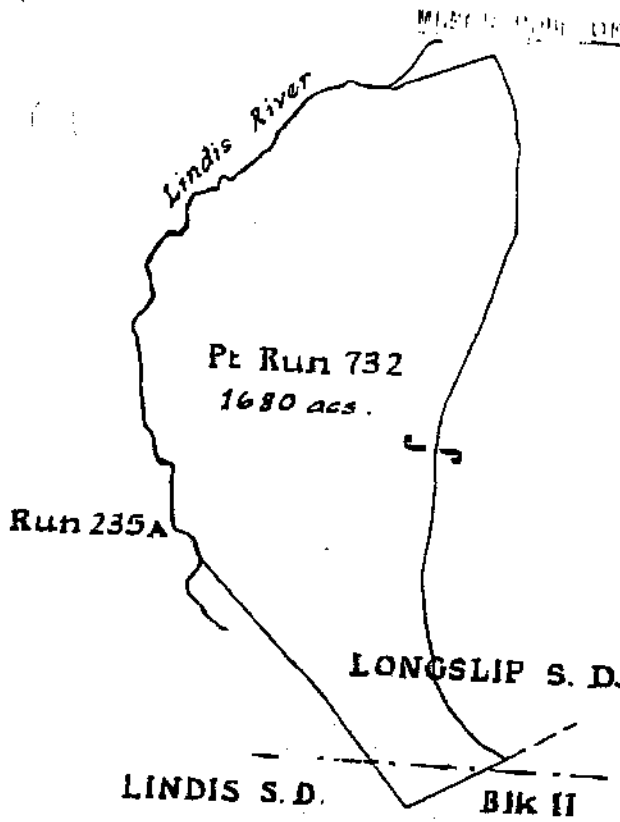 Lindis River
Pt Run 732
1680 acs.
Run 235A
LONGSLIP S. D.
LINDIS S.D.
Blk II